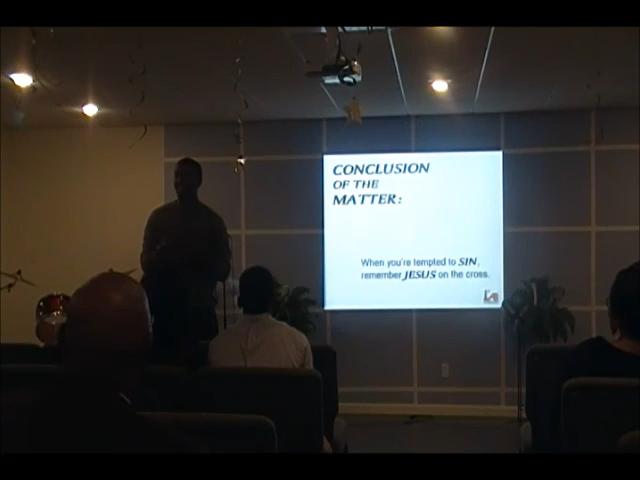 CONCLUSION
OF THE
MATTER:
When you're tempted to SIN,
remember JESUS on the cross.